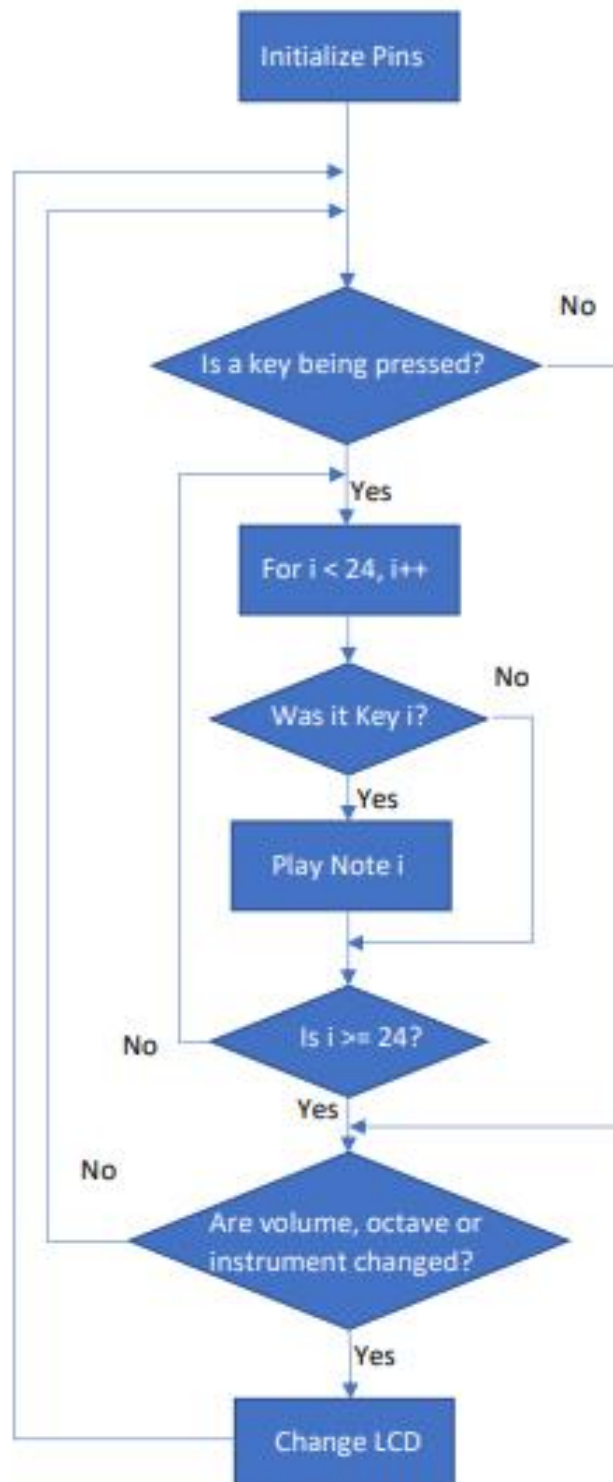 Initialize Pins
No
Is a key being pressed?
Yes
For i < 24, i++
No
Was it Key i?
Yes
Play Note i
Is i >= 24?
No
Yes
No
Are volume, octave or
instrument changed?
Yes
Change LCD